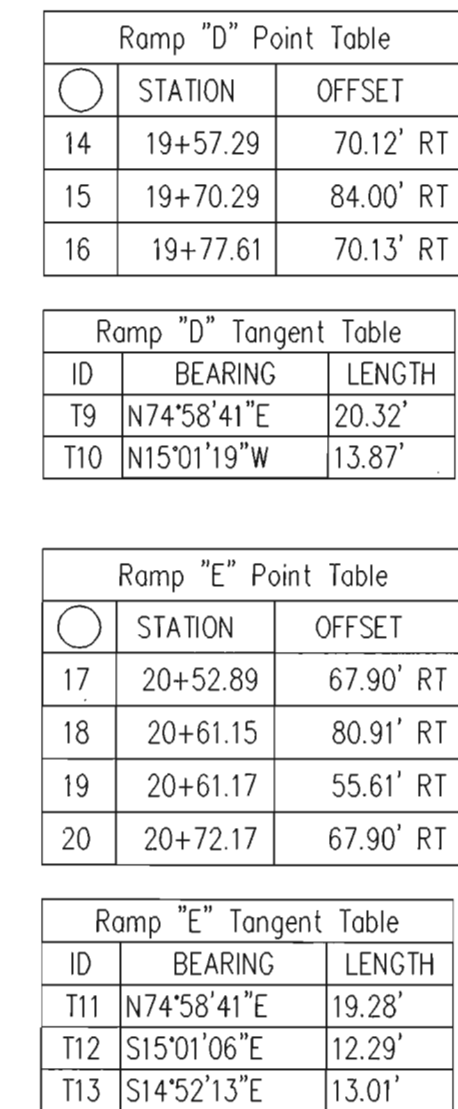 Ramp "D" Point Table
STATION OFFSET
14 19+57.29 70.12' RT
15 19+70.29 84.00' RT
16 19+77.61 70.13' RT
Ramp "D" Tangent Table
ID BEARING LENGTH
T9 N74°58'41"E 20.32'
T10 N15°01'19"W 13.87'
Ramp "E" Point Table
STATION OFFSET
17 20+52.89 67.90' RT
18 20+61.15 80.91' RT
19 20+61.17 55.61' RT
20 20+72.17 67.90' RT
Ramp "E" Tangent Table
ID BEARING LENGTH
T11 N74°58'41"E 19.28'
T12 S15°01'06"E 12.29'
T13 S14°52'13"E 13.01'